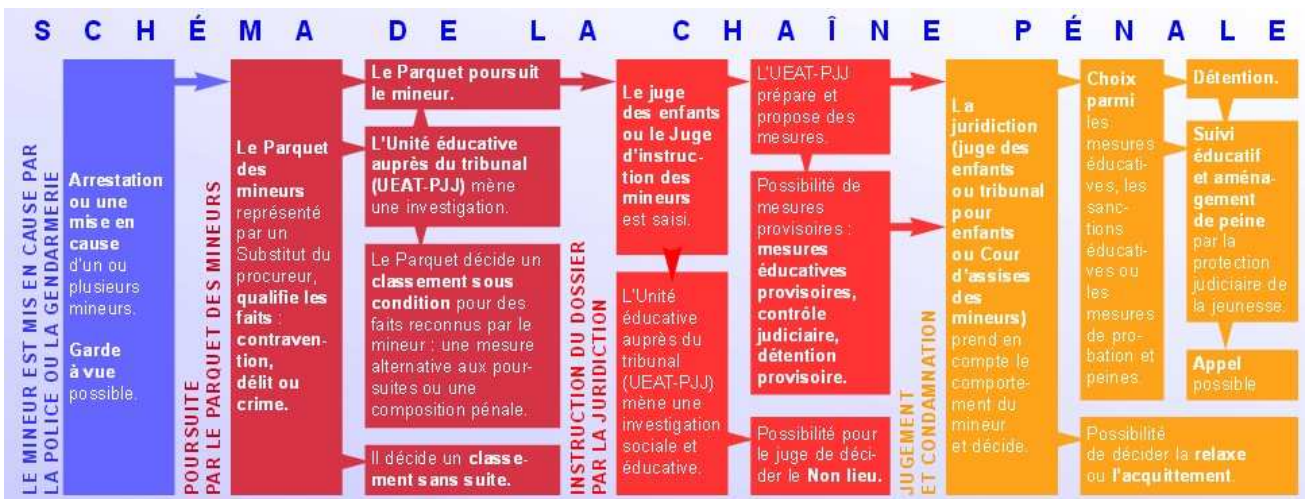 SCHÉMA DE LA CHAÎNE PÉNALE
LE MINEUR EST MIS EN CAUSE PAR
LA POLICE OU LA GENDARMERIE
Arrestation
ou une
mise en
cause
d'un ou
plusieurs
mineurs.
Garde
à vue
possible.
POURSUITE
PAR LE PARQUET DES MINEURS
Le Parquet
des
mineurs
représenté
par un
Substitut du
procureur,
qualifie les
faits :
contraven-
tion,
délit ou
crime.
Le Parquet poursuit
le mineur.
L'Unité éducative
auprès du tribunal
(UEAT-PJJ) mène
une investigation.
Le Parquet décide un
classement sous
condition pour des
faits reconnus par le
mineur : une mesure
alternative aux pour-
suites ou une
composition pénale.
Il décide un classe-
ment sans suite.
INSTRUCTION DU DOSSIER
PAR LA JURIDICTION
Le juge
des enfants
ou le Juge
d'instruc-
tion des
mineurs
est saisi.
L'Unité
éducative
auprès du
tribunal
(UEAT-PJJ)
mène une
investigation
sociale et
éducative.
L'UEAT-PJJ
prépare et
propose des
mesures.
Possibilité de
mesures
provisoires :
mesures
éducatives
provisoires,
contrôle
judiciaire,
détention
provisoire.
Possibilité pour
le juge de déci-
der le Non lieu.
JUGEMENT
ET CONDAMNATION
La
juridiction
(juge des
enfants
ou tribunal
pour
enfants
ou Cour
d'assises
des
mineurs)
prend en
compte le
comporte-
ment du
mineur
et décide.
Choix
parmi
les
mesures
éducati-
ves, les
sanc-
tions
éducati-
ves ou
les
mesures
de pro-
bation et
peines.
Détention.
Suivi
éducatif
et aména-
gement
de peine
par la
protection
judiciaire de
la jeunesse.
Appel
possible
Possibilité
de décider la relaxe
ou l'acquittement.